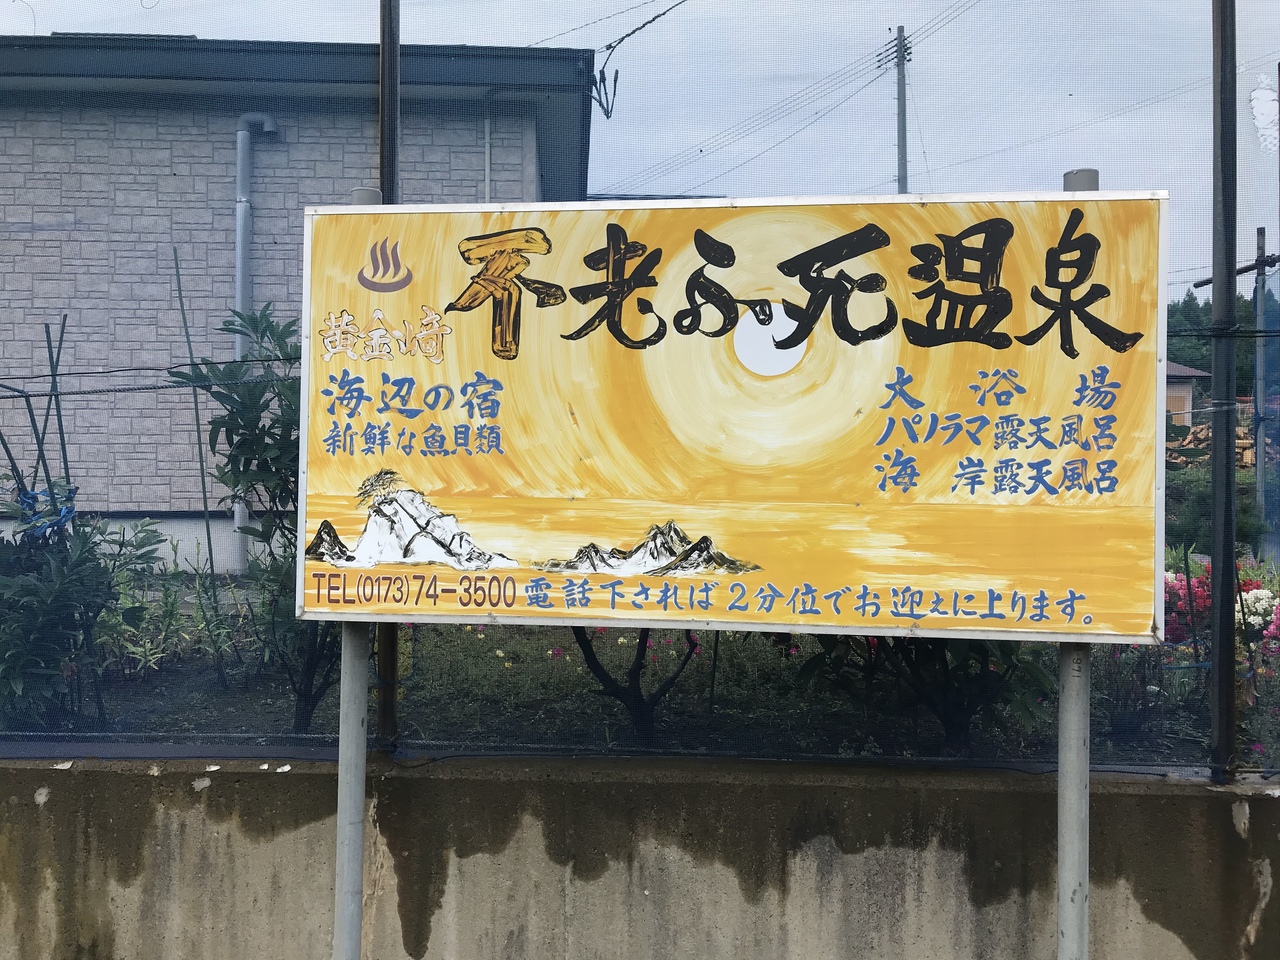 不老ふ死温泉
黄金崎
海辺の宿
新鮮な魚貝類
大浴場
パノラマ露天風呂
海岸露天風呂
TEL(0173)74-3500 電話下されば2分位でお迎えに上ります。